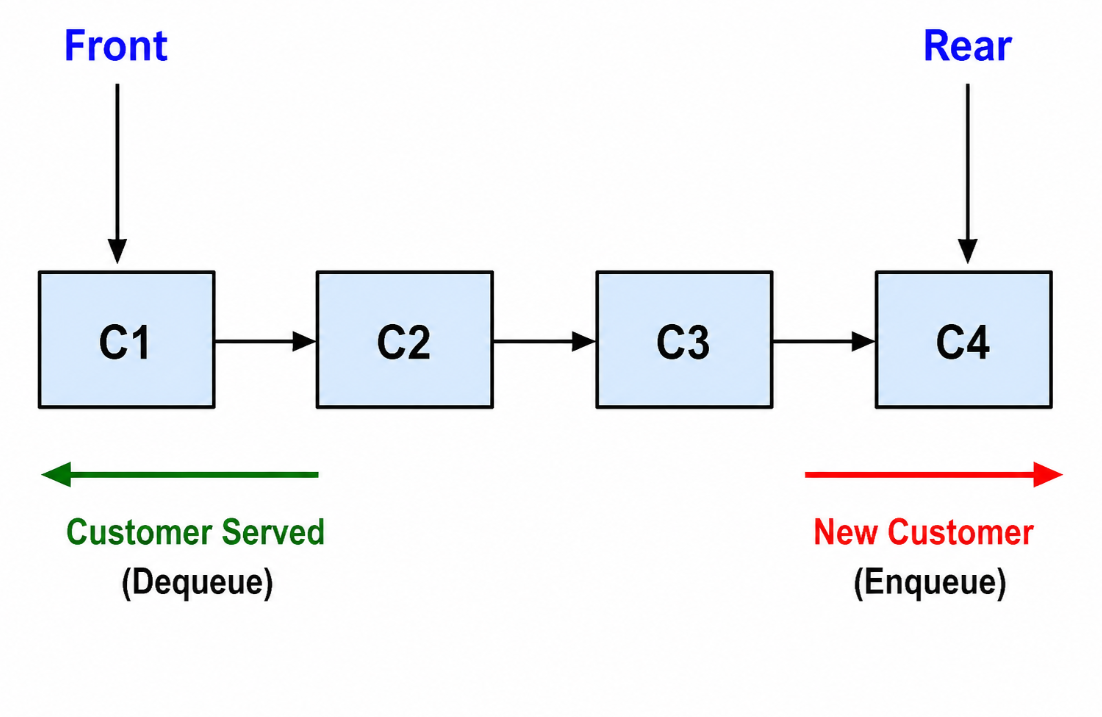 Front
Rear
C1
C2
C3
C4
Customer Served
(Dequeue)
New Customer
(Enqueue)